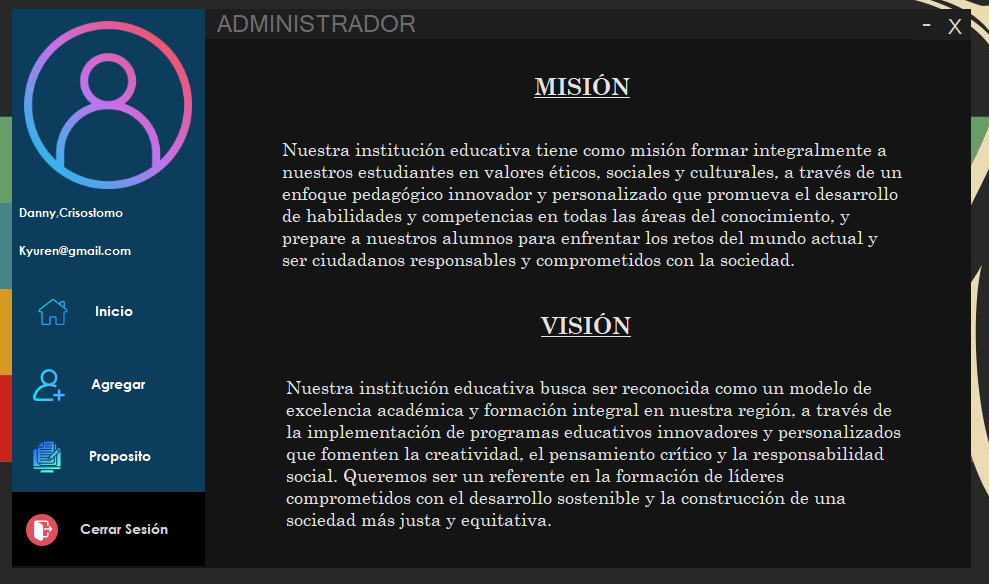 ADMINISTRADOR
- X
Danny,Crisostomo
Kyuren@gmail.com
Inicio
Agregar
Proposito
Cerrar Sesión
MISIÓN
Nuestra institución educativa tiene como misión formar integralmente a
nuestros estudiantes en valores éticos, sociales y culturales, a través de un
enfoque pedagógico innovador y personalizado que promueva el desarrollo
de habilidades y competencias en todas las áreas del conocimiento, y
prepare a nuestros alumnos para enfrentar los retos del mundo actual y
ser ciudadanos responsables y comprometidos con la sociedad.
VISIÓN
Nuestra institución educativa busca ser reconocida como un modelo de
excelencia académica y formación integral en nuestra región, a través de
la implementación de programas educativos innovadores y personalizados
que fomenten la creatividad, el pensamiento crítico y la responsabilidad
social. Queremos ser un referente en la formación de líderes
comprometidos con el desarrollo sostenible y la construcción de una
sociedad más justa y equitativa.